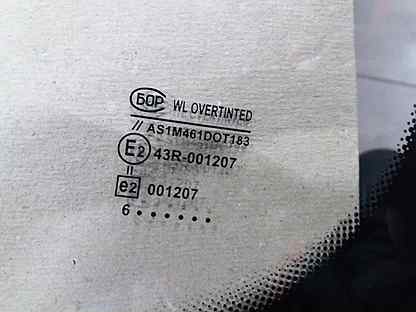 БОР WL OVERTINTED
// AS1M461DOT183
E2 43R-001207
=
e2 001207
6 . . . . . .